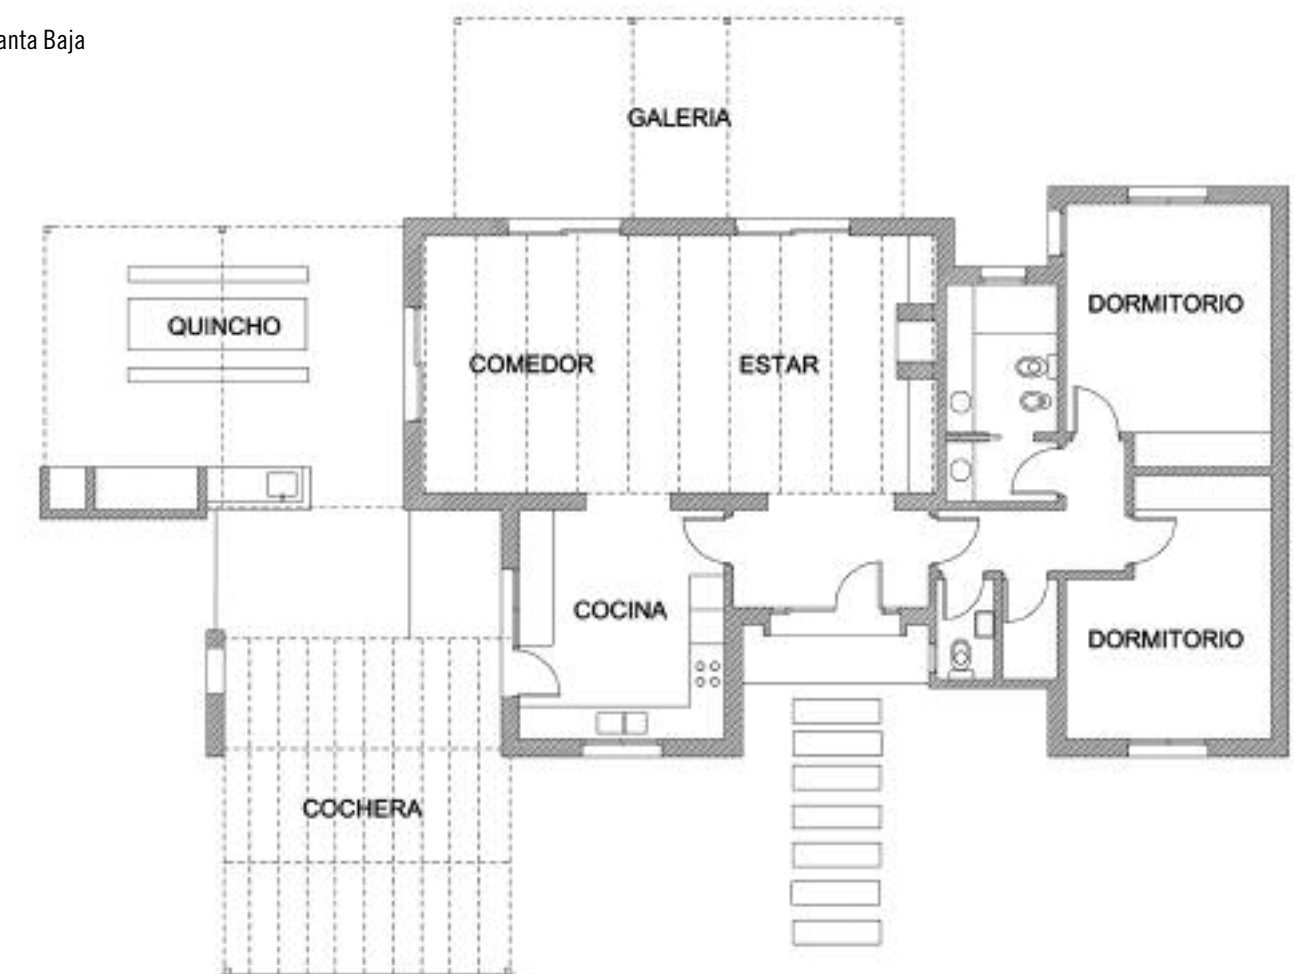 anta Baja
GALERIA
QUINCHO
DORMITORIO
COMEDOR
ESTAR
COCINA
DORMITORIO
COCHERA